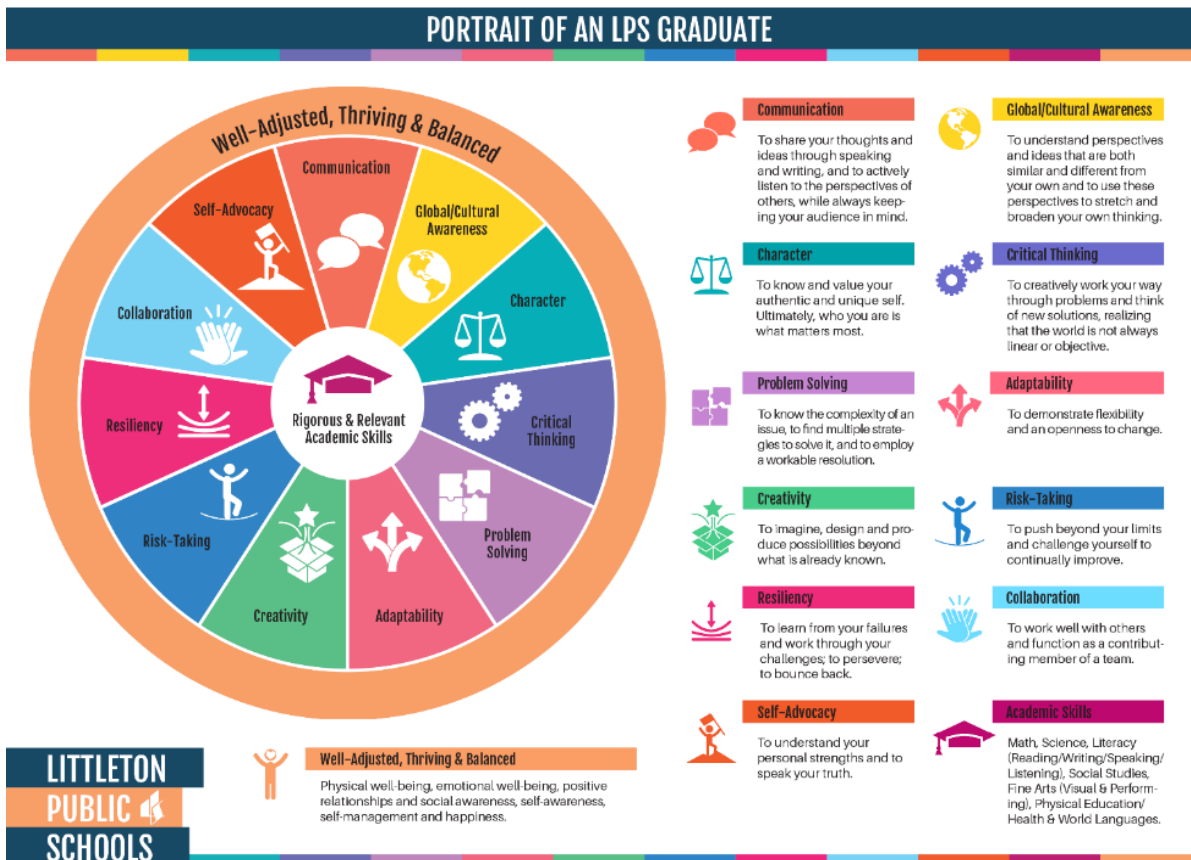 PORTRAIT OF AN LPS GRADUATE
Well-Adjusted, Thriving & Balanced
Communication
Global/Cultural
Awareness
Character
Critical
Thinking
Problem
Solving
Adaptability
Creativity
Risk-Taking
Resiliency
Collaboration
Self-Advocacy
Rigorous & Relevant
Academic Skills
Communication
To share your thoughts and
ideas through speaking
and writing, and to actively
listen to the perspectives of
others, while always keep-
ing your audience in mind.
Global/Cultural Awareness
To understand perspectives
and ideas that are both
similar and different from
your own and to use these
perspectives to stretch and
broaden your own thinking.
Character
To know and value your
authentic and unique self.
Ultimately, who you are is
what matters most.
Critical Thinking
To creatively work your way
through problems and think
of new solutions, realizing
that the world is not always
linear or objective.
Problem Solving
To know the complexity of an
issue, to find multiple strate-
gies to solve it, and to employ
a workable resolution.
Adaptability
To demonstrate flexibility
and an openness to change.
Creativity
To imagine, design and pro-
duce possibilities beyond
what is already known.
Risk-Taking
To push beyond your limits
and challenge yourself to
continually improve.
Resiliency
To learn from your failures
and work through your
challenges; to persevere;
to bounce back.
Collaboration
To work well with others
and function as a contribut-
ing member of a team.
Self-Advocacy
To understand your
personal strengths and to
speak your truth.
Academic Skills
Math, Science, Literacy
(Reading/Writing/Speaking/
Listening), Social Studies,
Fine Arts (Visual & Perform-
ing), Physical Education/
Health & World Languages.
Well-Adjusted, Thriving & Balanced
Physical well-being, emotional well-being, positive
relationships and social awareness, self-awareness,
self-management and happiness.
LITTLETON
PUBLIC
SCHOOLS